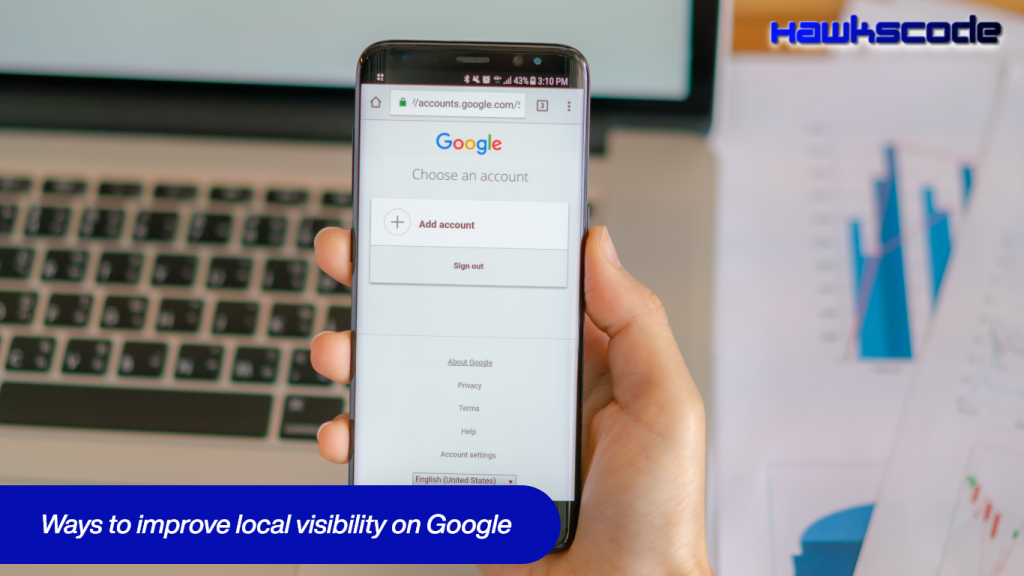 HAWKSCODE
43% 3:10 PM
//accounts.google.com/S
3
Google
Choose an account
+ Add account
Sign out
About Google
Privacy
Terms
Help
Account settings
English (United States)
Ways to improve local visibility on Google